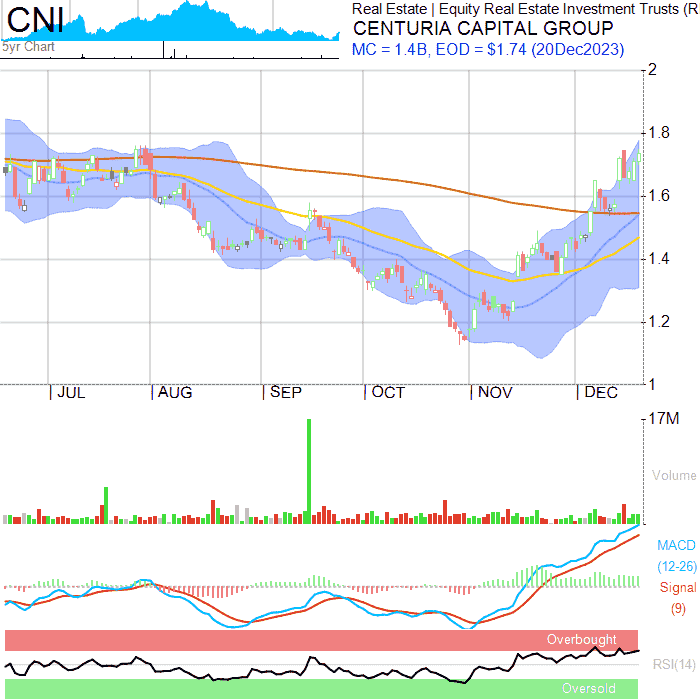 CNI
5yr Chart
Real Estate | Equity Real Estate Investment Trusts (R
CENTURIA CAPITAL GROUP
MC = 1.4B, EOD = $1.74 (20Dec2023)
2
1.8
1.6
1.4
1.2
1
JUL AUG SEP OCT NOV DEC
17M
Volume
MACD
(12-26)
Signal
(9)
Overbought
RSI(14)
Oversold